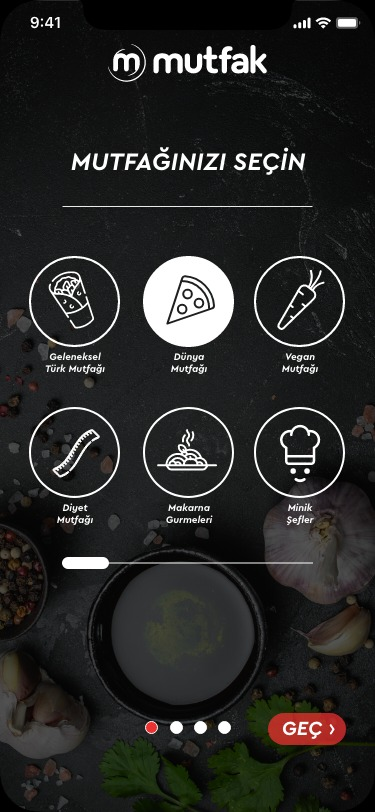 9:41
m mutfak
MUTFAĞINIZI SEÇİN
Geleneksel
Türk Mutfağı
Dünya
Mutfağı
Vegan
Mutfağı
Diyet
Mutfağı
Makarna
Gurmeleri
Minik
Şefler
GEÇ ›